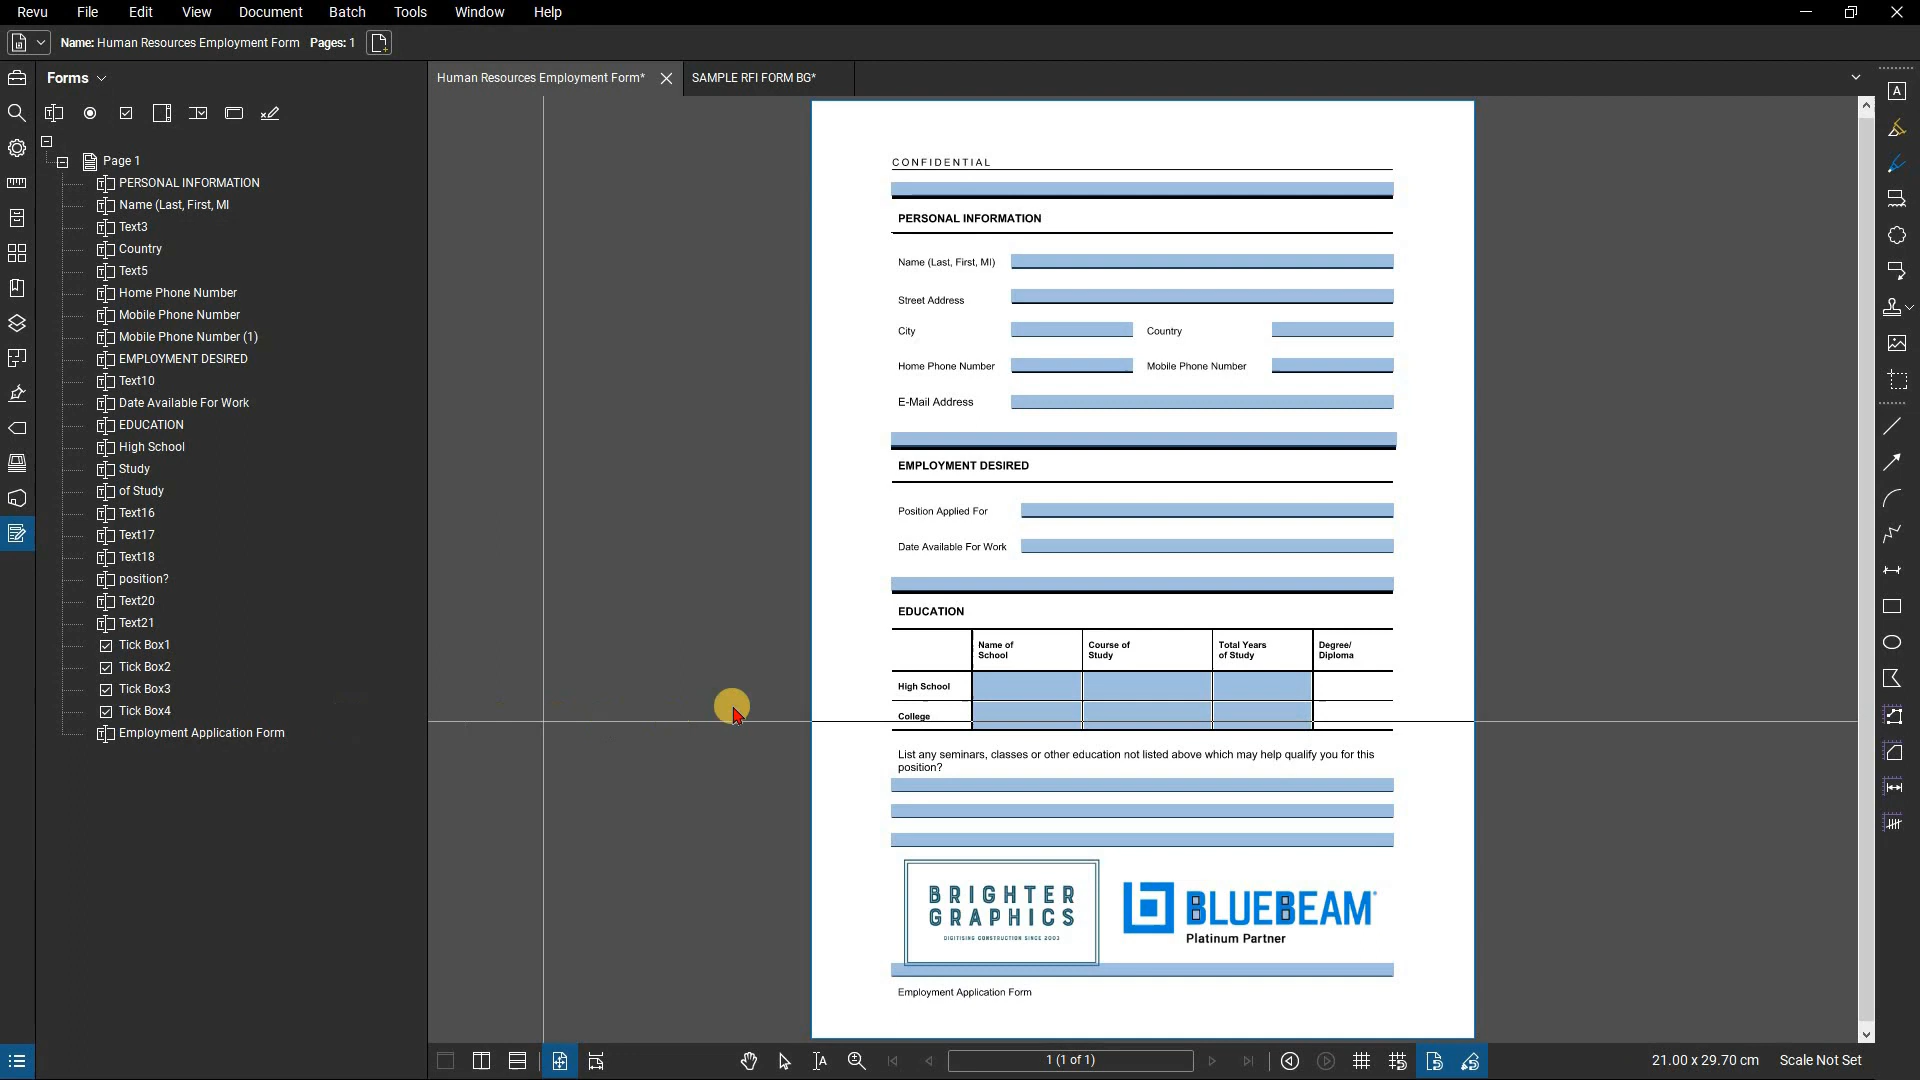 Revu File Edit View Document Batch Tools Window Help
Name: Human Resources Employment Form Pages: 1
Forms
Human Resources Employment Form* SAMPLE RFI FORM BG*
Page 1
PERSONAL INFORMATION
Name (Last, First, MI
Text3
Country
Text5
Home Phone Number
Mobile Phone Number
Mobile Phone Number (1)
EMPLOYMENT DESIRED
Text10
Date Available For Work
EDUCATION
High School
Study
of Study
Text16
Text17
Text18
position?
Text20
Text21
Tick Box1
Tick Box2
Tick Box3
Tick Box4
Employment Application Form
CONFIDENTIAL
PERSONAL INFORMATION
Name (Last, First, MI)
Street Address
City Country
Home Phone Number Mobile Phone Number
E-Mail Address
EMPLOYMENT DESIRED
Position Applied For
Date Available For Work
EDUCATION
Name of Course of Total Years Degree/
School Study of Study Diploma
High School
College
List any seminars, classes or other education not listed above which may help qualify you for this
position?
BRIGHTER
GRAPHICS
DIGITISING CONSTRUCTION SINCE 2003
BLUEBEAM
Platinum Partner
Employment Application Form
1 (1 of 1) 21.00 x 29.70 cm Scale Not Set